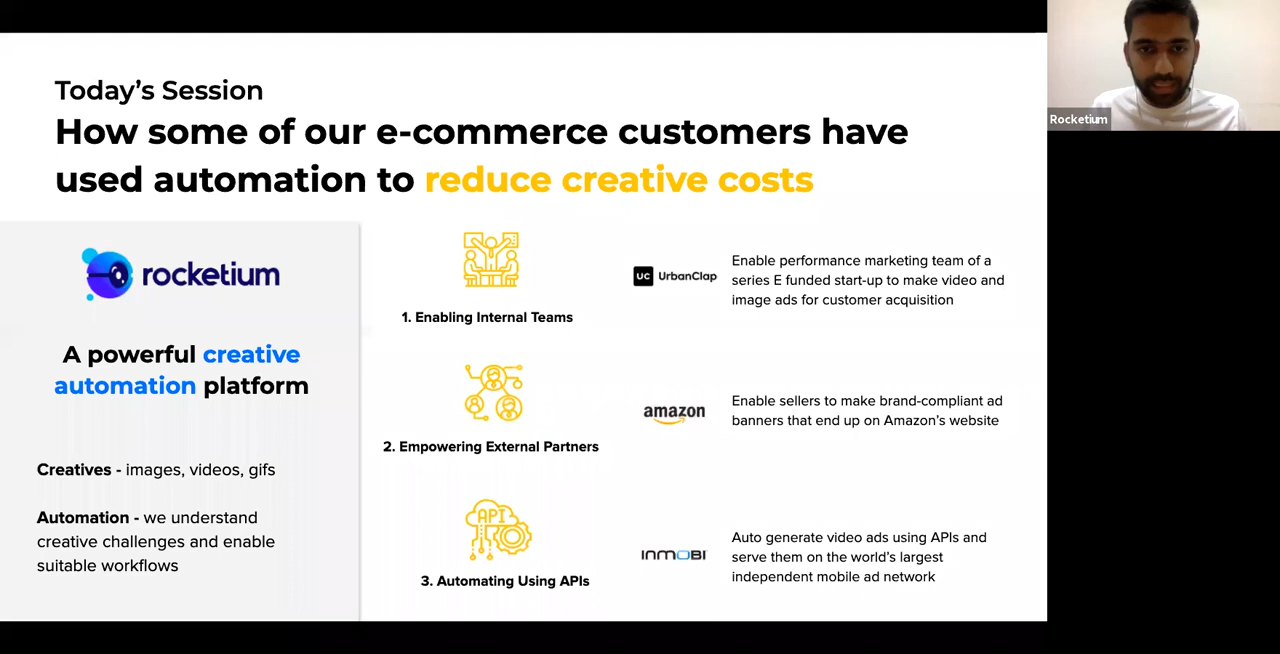 Today's Session
How some of our e-commerce customers have
used automation to reduce creative costs
rocketium
A powerful creative
automation platform
Creatives - images, videos, gifs
Automation - we understand
creative challenges and enable
suitable workflows
1. Enabling Internal Teams
UC UrbanClap
Enable performance marketing team of a
series E funded start-up to make video and
image ads for customer acquisition
2. Empowering External Partners
amazon
Enable sellers to make brand-compliant ad
banners that end up on Amazon's website
API
3. Automating Using APIs
INMOBI
Auto generate video ads using APIs and
serve them on the world's largest
independent mobile ad network
Rocketium